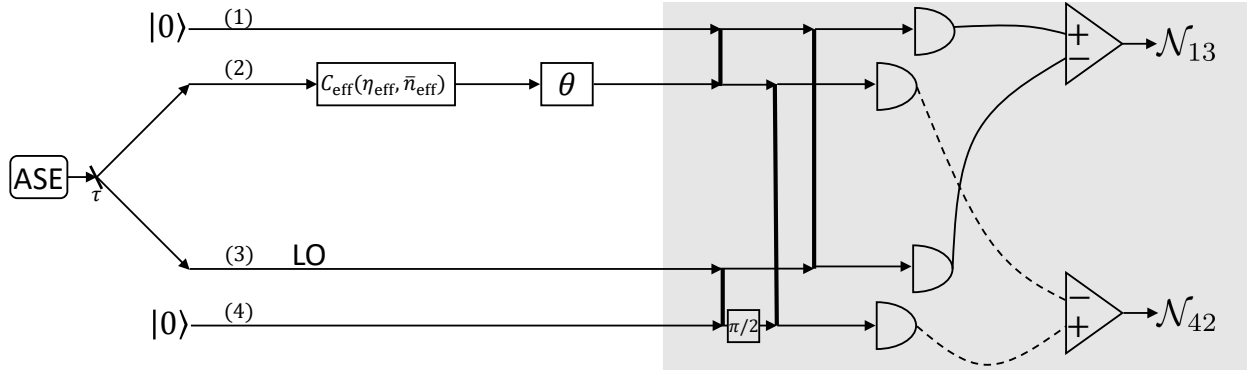 |0⟩ (1)
+
− 𝒩₁₃
(2) C_eff(η_eff, n̄_eff) θ
ASE
τ
(3) LO
|0⟩ (4) π/2
−
+ 𝒩₄₂